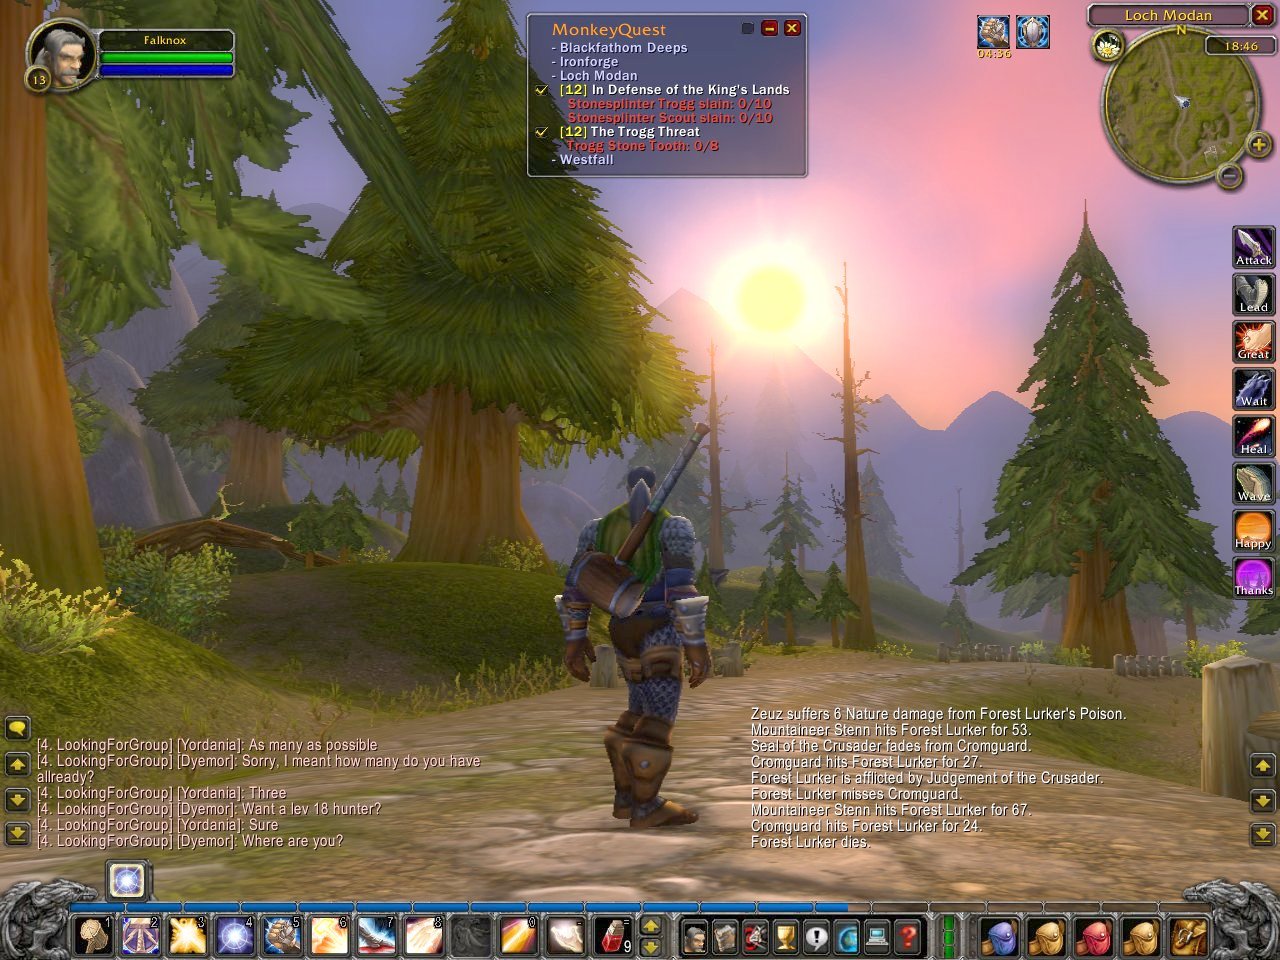 Falknox
13
MonkeyQuest
- Blackfathom Deeps
- Ironforge
- Loch Modan
[12] In Defense of the King's Lands
Stonesplinter Trogg slain: 0/10
Stonesplinter Scout slain: 0/10
[12] The Trogg Threat
Trogg Stone Tooth: 0/8
- Westfall
04:36
Loch Modan
N
18:46
Attack
Lead
Great
Wait
Heal
Wave
Happy
Thanks
[4. LookingForGroup] [Yordania]: As many as possible
[4. LookingForGroup] [Dyemor]: Sorry, I meant how many do you have
allready?
[4. LookingForGroup] [Yordania]: Three
[4. LookingForGroup] [Dyemor]: Want a lev 18 hunter?
[4. LookingForGroup] [Yordania]: Sure
[4. LookingForGroup] [Dyemor]: Where are you?
Zeuz suffers 6 Nature damage from Forest Lurker's Poison.
Mountaineer Stenn hits Forest Lurker for 53.
Seal of the Crusader fades from Cromguard.
Cromguard hits Forest Lurker for 27.
Forest Lurker is afflicted by Judgement of the Crusader.
Forest Lurker misses Cromguard.
Mountaineer Stenn hits Forest Lurker for 67.
Cromguard hits Forest Lurker for 24.
Forest Lurker dies.
1 2 3 4 5 6 7 8 0 =
9